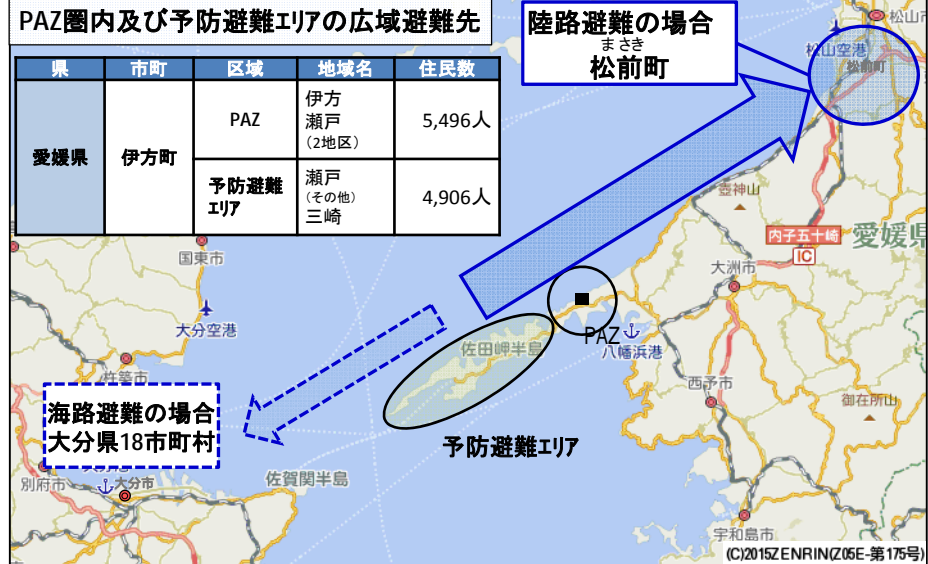 PAZ圏内及び予防避難エリアの広域避難先
県 市町 区域 地域名 住民数
愛媛県 伊方町
PAZ
伊方
瀬戸
(2地区)
5,496人
予防避難
エリア
瀬戸
(その他)
三崎
4,906人
陸路避難の場合
まさき
松前町
松山空港
松前町
壺神山
内子五十崎
IC
愛媛県
大洲市
国東市
大分空港
PAZ
八幡浜港
佐田岬半島
杵築市
西予市
御在所山
海路避難の場合
大分県18市町村
予防避難エリア
別府市
大分市
佐賀関半島
宇和島市
(C)2015ZENRIN(Z05E-第175号)